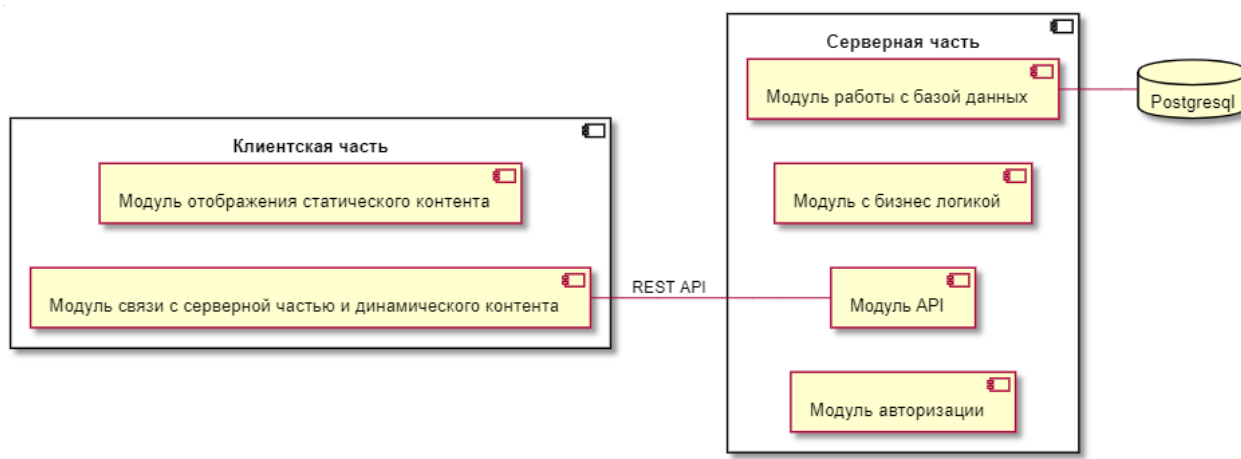 Клиентская часть
Модуль отображения статического контента
Модуль связи с серверной частью и динамического контента
REST API
Серверная часть
Модуль работы с базой данных
Модуль с бизнес логикой
Модуль API
Модуль авторизации
Postgresql